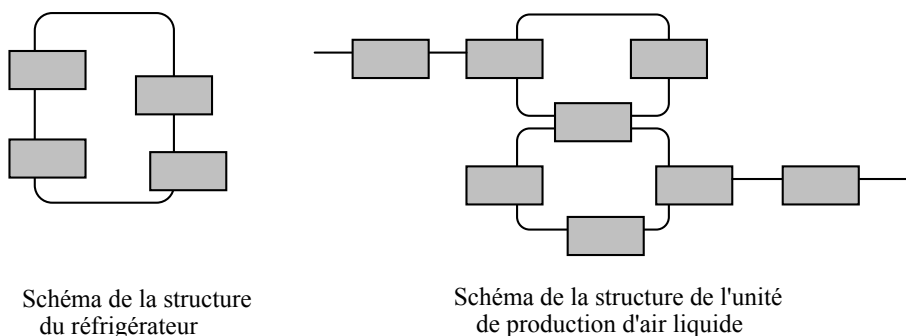 Schéma de la structure
du réfrigérateur
Schéma de la structure de l'unité
de production d'air liquide